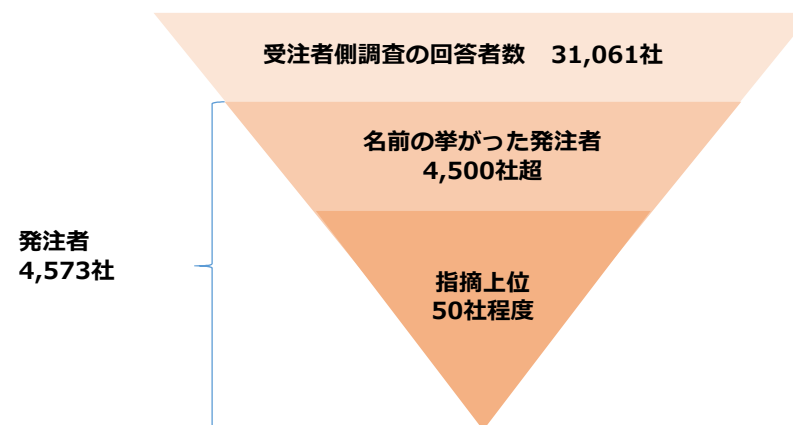 受注者側調査の回答者数　31,061社
名前の挙がった発注者
4,500社超
発注者
4,573社
指摘上位
50社程度